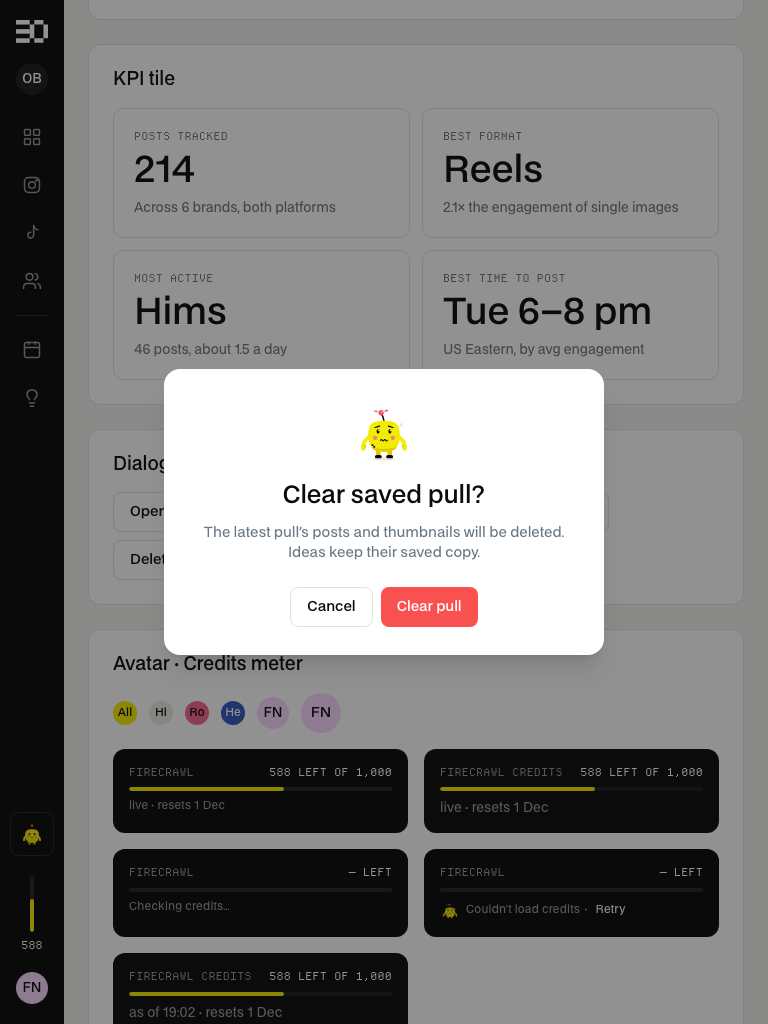 OB
KPI tile
POSTS TRACKED
214
Across 6 brands, both platforms
BEST FORMAT
Reels
2.1× the engagement of single images
MOST ACTIVE
Hims
46 posts, about 1.5 a day
BEST TIME TO POST
Tue 6–8 pm
US Eastern, by avg engagement
Clear saved pull?
The latest pull’s posts and thumbnails will be deleted.
Ideas keep their saved copy.
Cancel
Clear pull
Avatar · Credits meter
All
Hi
Ro
He
FN
FN
FIRECRAWL
588 LEFT OF 1,000
live · resets 1 Dec
FIRECRAWL CREDITS
588 LEFT OF 1,000
live · resets 1 Dec
FIRECRAWL
— LEFT
Checking credits…
FIRECRAWL
— LEFT
Couldn't load credits ·
Retry
FIRECRAWL CREDITS
588 LEFT OF 1,000
as of 19:02 · resets 1 Dec
588
FN